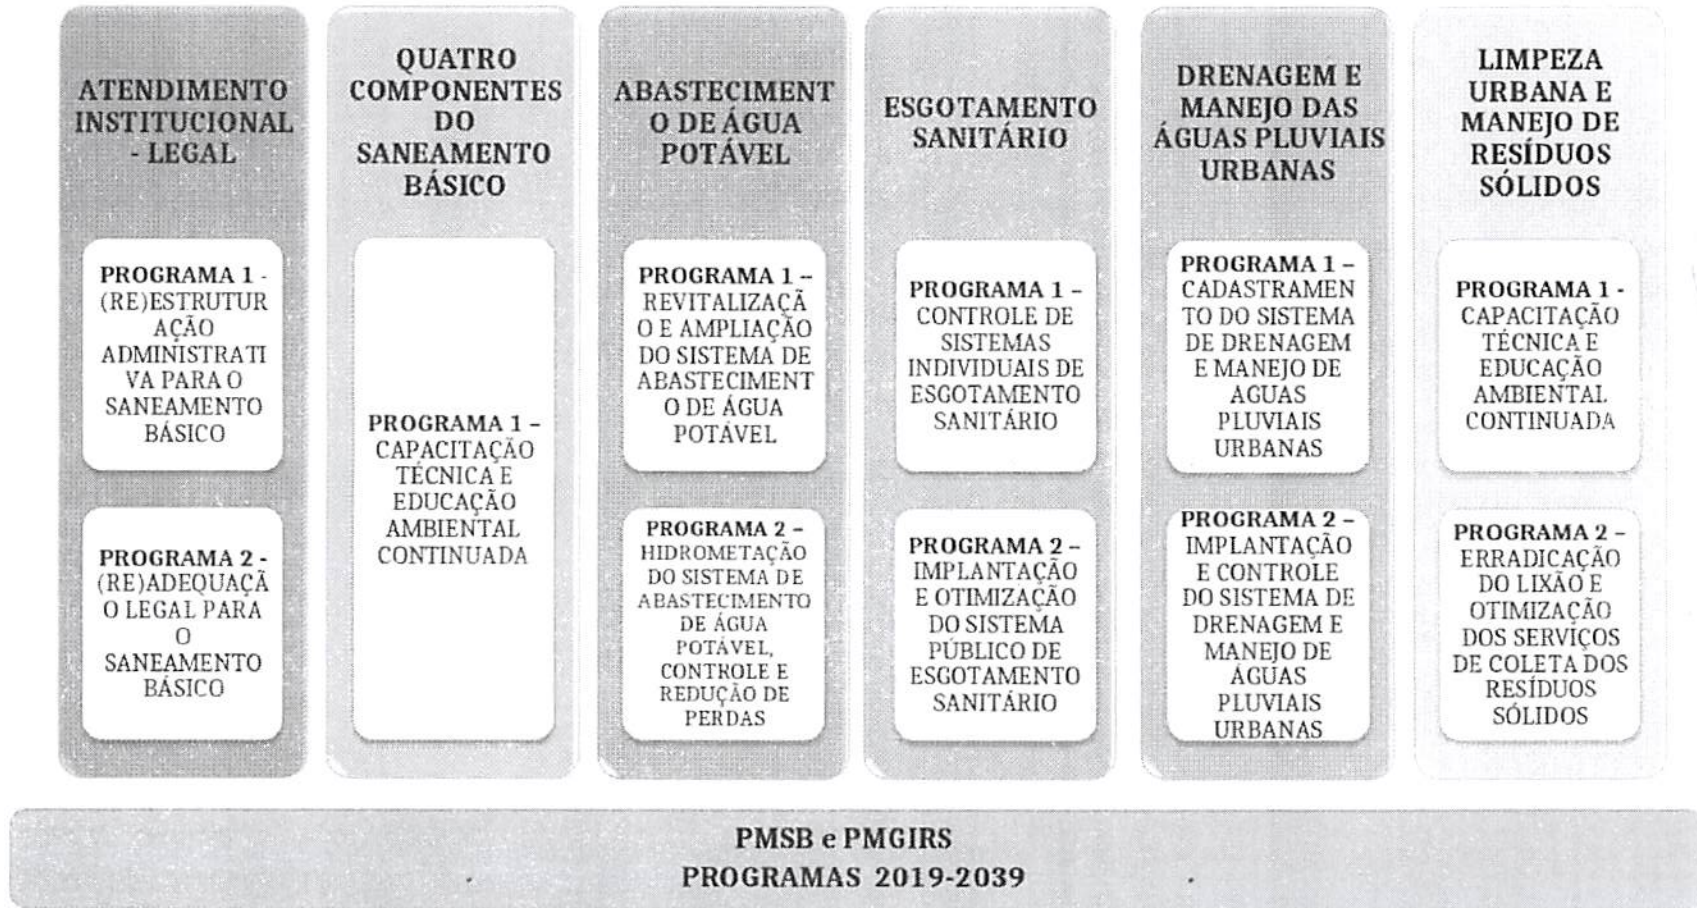 ATENDIMENTO
INSTITUCIONAL
- LEGAL
PROGRAMA 1 -
(RE)ESTRUTUR
AÇÃO
ADMINISTRATI
VA PARA O
SANEAMENTO
BÁSICO
PROGRAMA 2 -
(RE)ADEQUAÇÃ
O LEGAL PARA
O
SANEAMENTO
BÁSICO
QUATRO
COMPONENTES
DO
SANEAMENTO
BÁSICO
PROGRAMA 1 –
CAPACITAÇÃO
TÉCNICA E
EDUCAÇÃO
AMBIENTAL
CONTINUADA
ABASTECIMENT
O DE ÁGUA
POTÁVEL
PROGRAMA 1 –
REVITALIZAÇÃ
O E AMPLIAÇÃO
DO SISTEMA DE
ABASTECIMENT
O DE ÁGUA
POTÁVEL
PROGRAMA 2 –
HIDROMETAÇÃO
DO SISTEMA DE
ABASTECIMENTO
DE ÁGUA
POTÁVEL,
CONTROLE E
REDUÇÃO DE
PERDAS
ESGOTAMENTO
SANITÁRIO
PROGRAMA 1 –
CONTROLE DE
SISTEMAS
INDIVIDUAIS DE
ESGOTAMENTO
SANITÁRIO
PROGRAMA 2 –
IMPLANTAÇÃO
E OTIMIZAÇÃO
DO SISTEMA
PÚBLICO DE
ESGOTAMENTO
SANITÁRIO
DRENAGEM E
MANEJO DAS
ÁGUAS PLUVIAIS
URBANAS
PROGRAMA 1 –
CADASTRAMEN
TO DO SISTEMA
DE DRENAGEM
E MANEJO DE
AGUAS
PLUVIAIS
URBANAS
PROGRAMA 2 –
IMPLANTAÇÃO
E CONTROLE
DO SISTEMA DE
DRENAGEM E
MANEJO DE
ÁGUAS
PLUVIAIS
URBANAS
LIMPEZA
URBANA E
MANEJO DE
RESÍDUOS
SÓLIDOS
PROGRAMA 1 -
CAPACITAÇÃO
TÉCNICA E
EDUCAÇÃO
AMBIENTAL
CONTINUADA
PROGRAMA 2 –
ERRADICAÇÃO
DO LIXÃO E
OTIMIZAÇÃO
DOS SERVIÇOS
DE COLETA DOS
RESÍDUOS
SÓLIDOS
PMSB e PMGIRS
PROGRAMAS 2019-2039